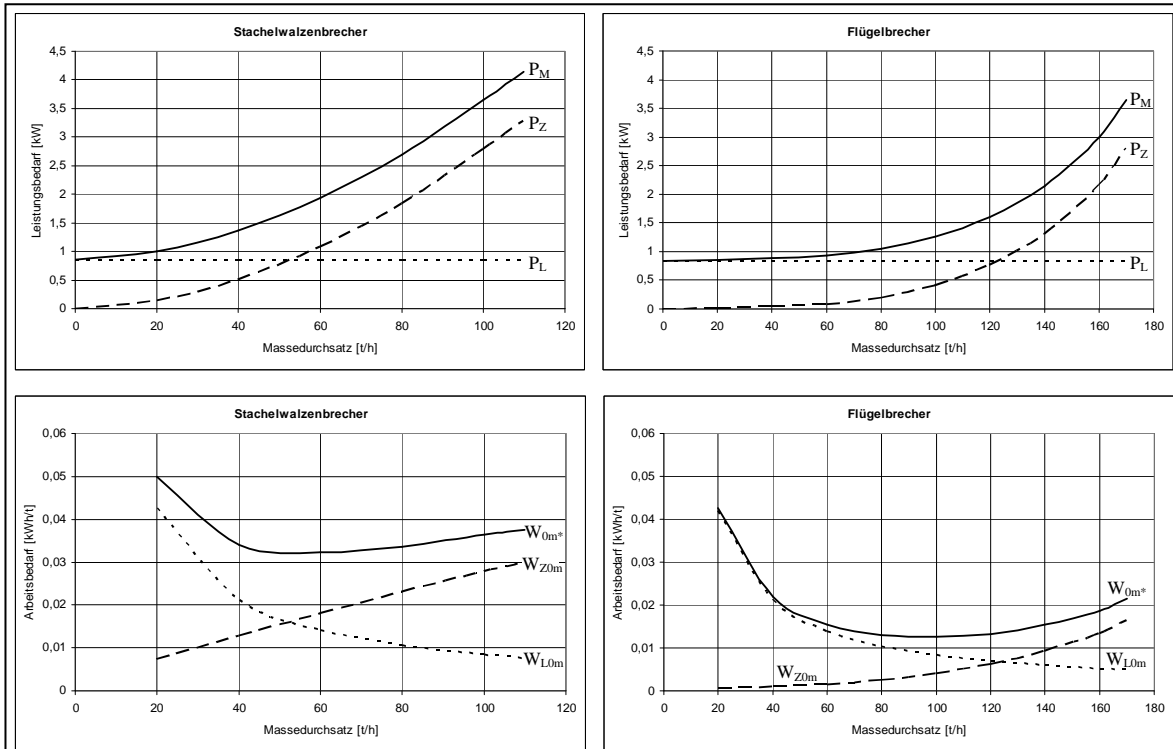 Stachelwalzenbrecher
4,5
4
3,5
3
2,5
2
1,5
1
0,5
0
Leistungsbedarf [kW]
P_M
P_Z
P_L
0 20 40 60 80 100 120
Massedurchsatz [t/h]
Flügelbrecher
4,5
4
3,5
3
2,5
2
1,5
1
0,5
0
Leistungsbedarf [kW]
P_M
P_Z
P_L
0 20 40 60 80 100 120 140 160 180
Massedurchsatz [t/h]
Stachelwalzenbrecher
0,06
0,05
0,04
0,03
0,02
0,01
0
Arbeitsbedarf [kWh/t]
W_0m*
W_Z0m
W_L0m
0 20 40 60 80 100 120
Massedurchsatz [t/h]
Flügelbrecher
0,06
0,05
0,04
0,03
0,02
0,01
0
Arbeitsbedarf [kWh/t]
W_0m*
W_L0m
W_Z0m
0 20 40 60 80 100 120 140 160 180
Massedurchsatz [t/h]